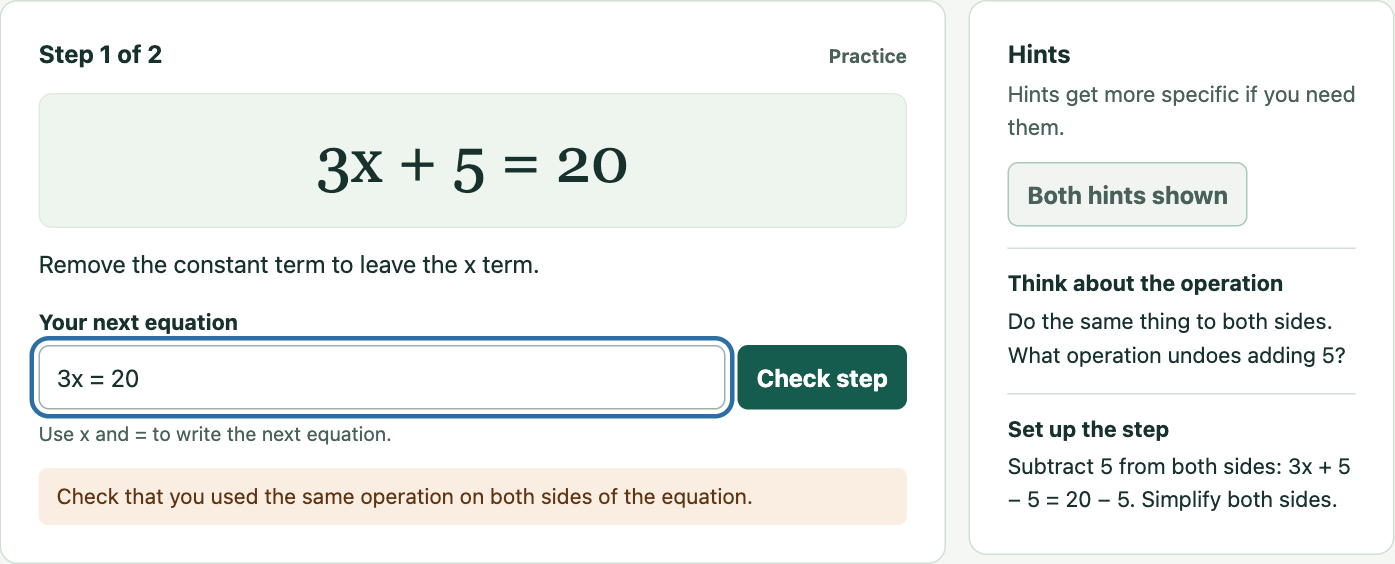 Step 1 of 2
Practice
3x + 5 = 20
Remove the constant term to leave the x term.
Your next equation
3x = 20
Check step
Use x and = to write the next equation.
Check that you used the same operation on both sides of the equation.
Hints
Hints get more specific if you need
them.
Both hints shown
Think about the operation
Do the same thing to both sides.
What operation undoes adding 5?
Set up the step
Subtract 5 from both sides: 3x + 5
− 5 = 20 − 5. Simplify both sides.